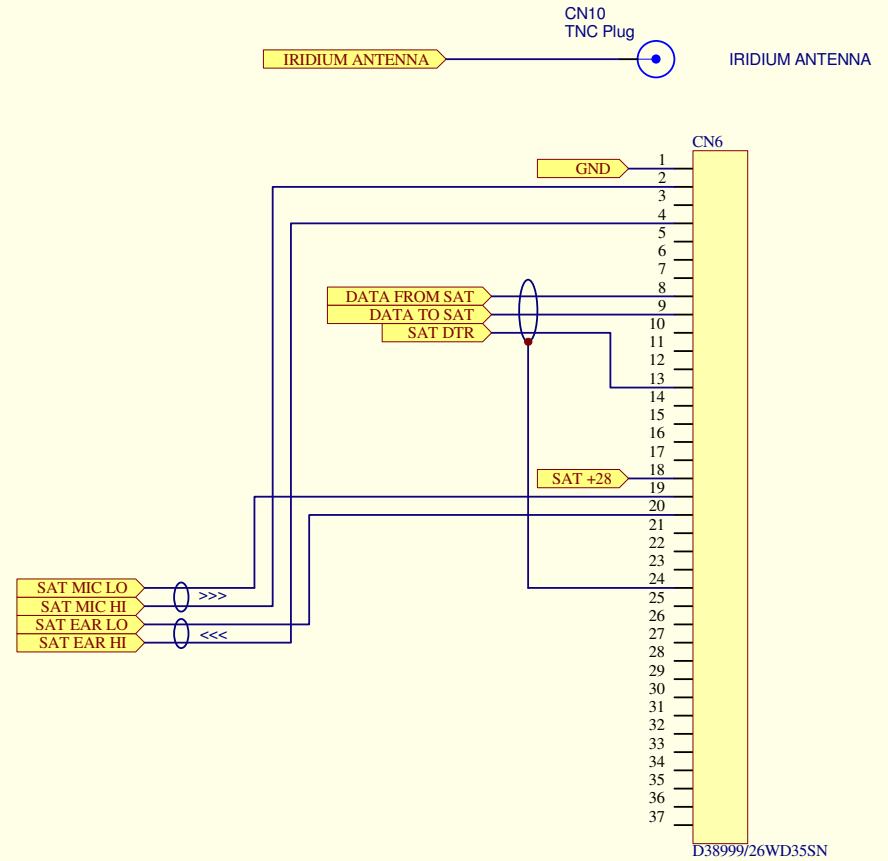 CN10
TNC Plug
IRIDIUM ANTENNA
IRIDIUM ANTENNA
CN6
GND
1
2
3
4
5
6
7
DATA FROM SAT
8
DATA TO SAT
9
SAT DTR
10
11
12
13
14
15
16
17
SAT +28
18
19
20
21
22
23
24
SAT MIC LO
>>>
SAT MIC HI
SAT EAR LO
<<<
SAT EAR HI
25
26
27
28
29
30
31
32
33
34
35
36
37
D38999/26WD35SN